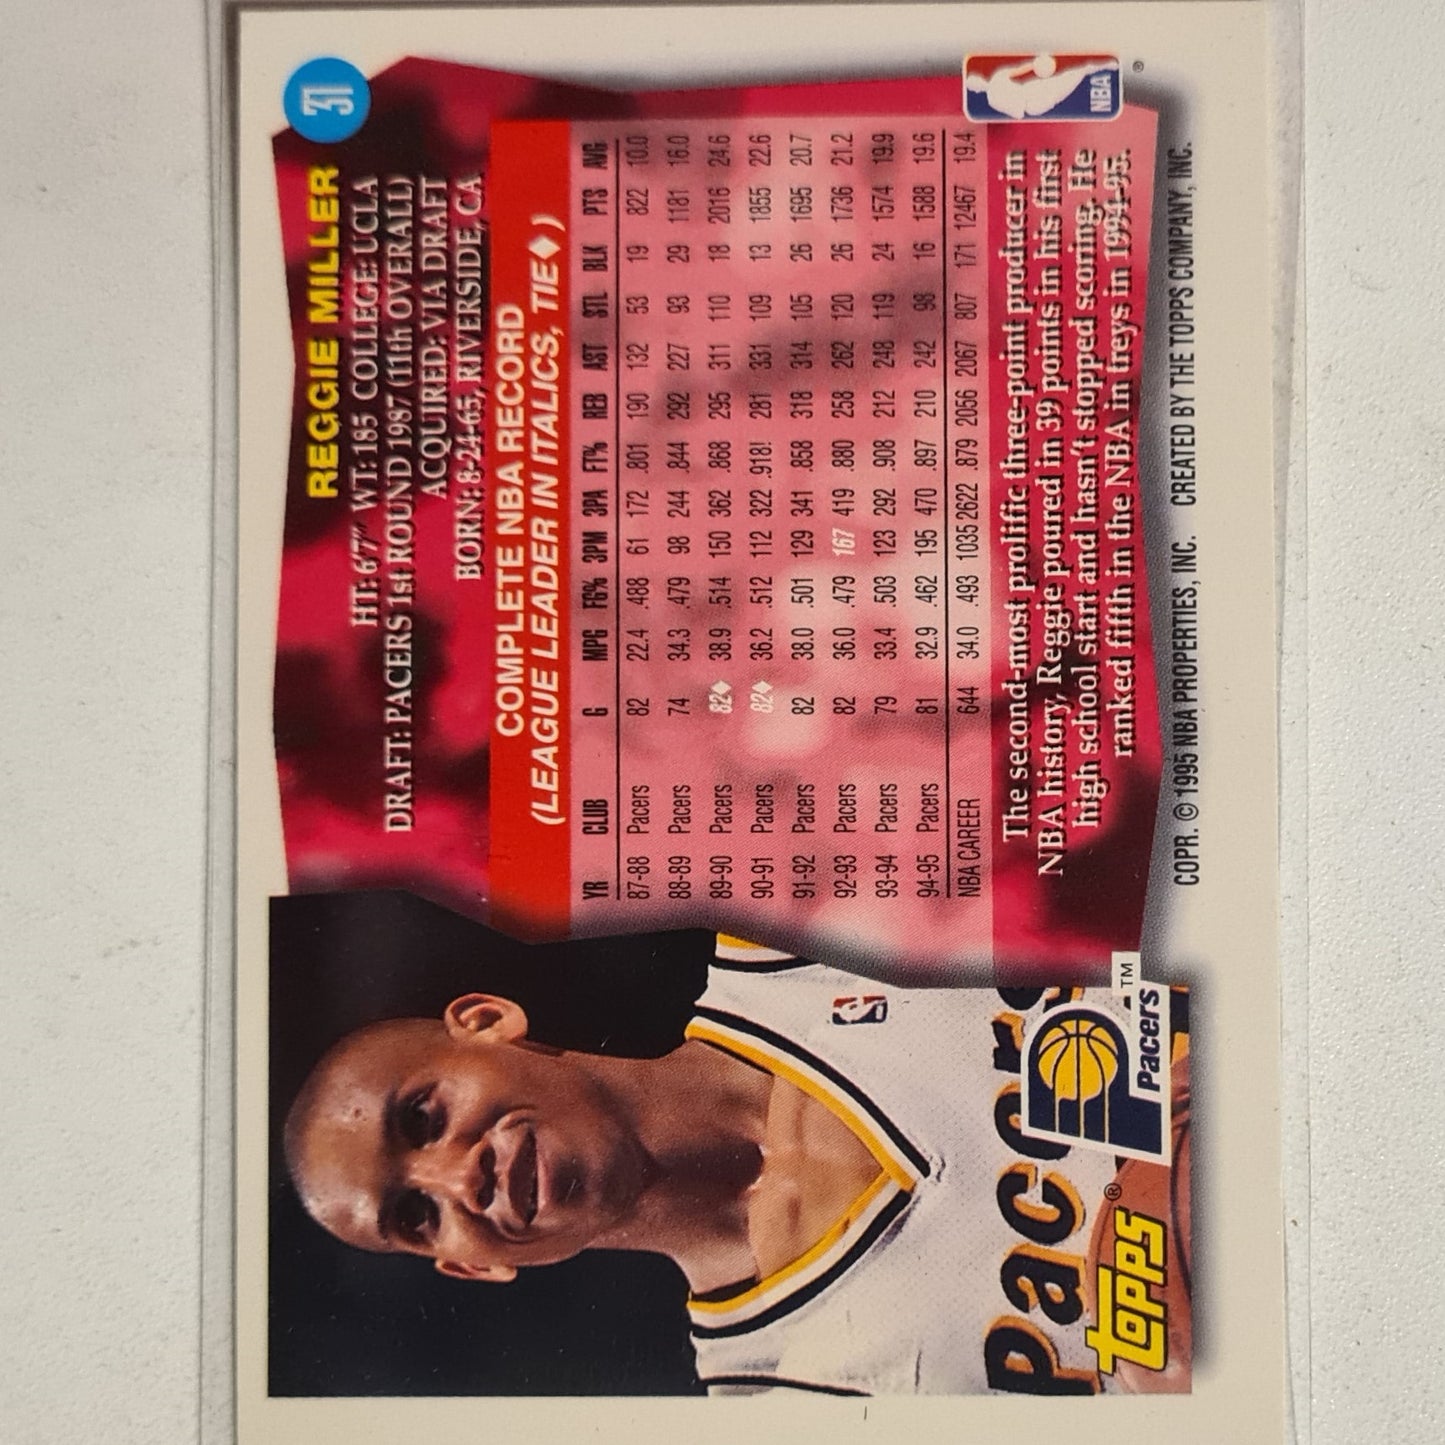 31
REGGIE MILLER
HT: 6'7" WT: 185 COLLEGE: UCLA
DRAFT: PACERS 1st ROUND 1987 (11th OVERALL)
ACQUIRED: VIA DRAFT
BORN: 8-24-65, RIVERSIDE, CA
COMPLETE NBA RECORD
(LEAGUE LEADER IN ITALICS, TIE♦)
YR CLUB G MPG FG% 3PM 3PA FT% REB AST STL BLK PTS AVG
87-88 Pacers 82 22.4 .488 61 172 .801 190 132 53 19 822 10.0
88-89 Pacers 74 34.3 .479 98 244 .844 292 227 93 29 1181 16.0
89-90 Pacers 82♦ 38.9 .514 150 362 .868 295 311 110 18 2016 24.6
90-91 Pacers 82♦ 36.2 .512 112 322 .918! 281 331 109 13 1855 22.6
91-92 Pacers 82 38.0 .501 129 341 .858 318 314 105 26 1695 20.7
92-93 Pacers 82 36.0 .479 167 419 .880 258 262 120 26 1736 21.2
93-94 Pacers 79 33.4 .503 123 292 .908 212 248 119 24 1574 19.9
94-95 Pacers 81 32.9 .462 195 470 .897 210 242 98 16 1588 19.6
NBA CAREER 644 34.0 .493 1035 2622 .879 2056 2067 807 171 12467 19.4
The second-most prolific three-point producer in
NBA history, Reggie poured in 39 points in his first
high school start and hasn't stopped scoring. He
ranked fifth in the NBA in treys in 1994-95.
COPR. © 1995 NBA PROPERTIES, INC. CREATED BY THE TOPPS COMPANY, INC.
NBA ®
Pacers
Pacers TM
Topps ®